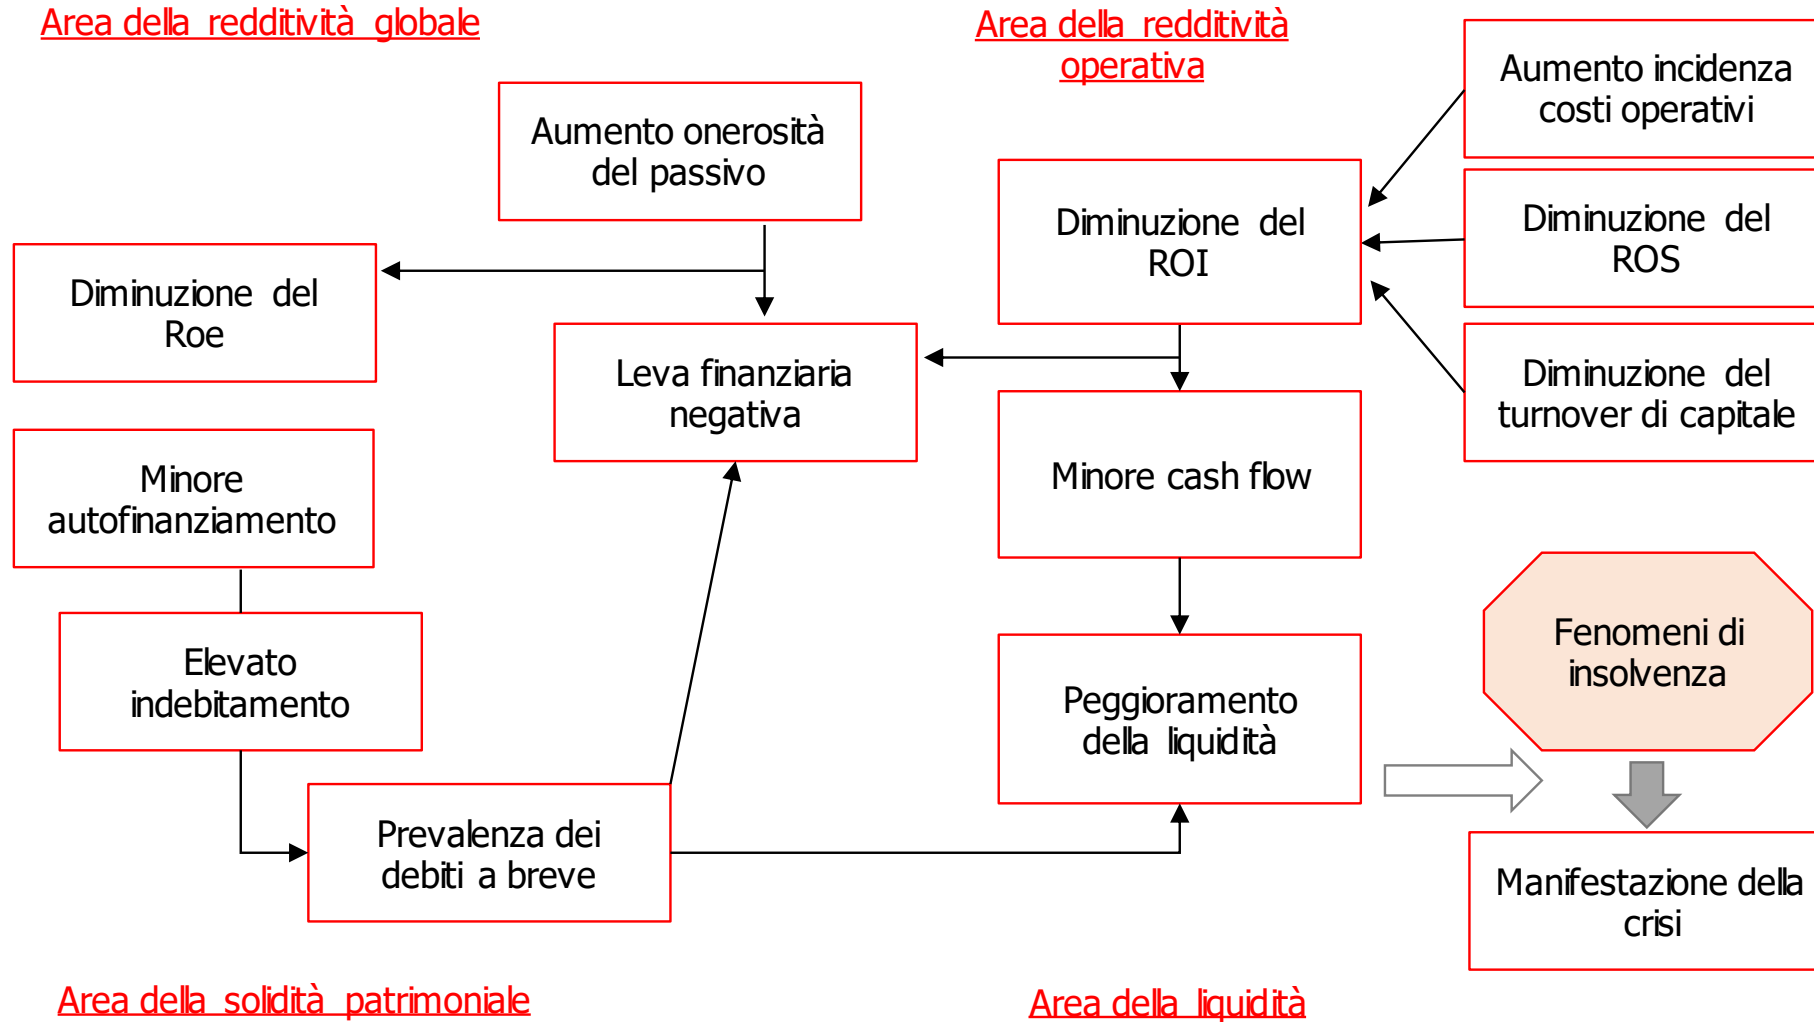 Area della redditività globale
Area della redditività
operativa
Aumento incidenza
costi operativi
Aumento onerosità
del passivo
Diminuzione del
ROI
Diminuzione del
ROS
Diminuzione del
Roe
Leva finanziaria
negativa
Diminuzione del
turnover di capitale
Minore
autofinanziamento
Minore cash flow
Elevato
indebitamento
Peggioramento
della liquidità
Fenomeni di
insolvenza
Prevalenza dei
debiti a breve
Manifestazione della
crisi
Area della solidità patrimoniale
Area della liquidità